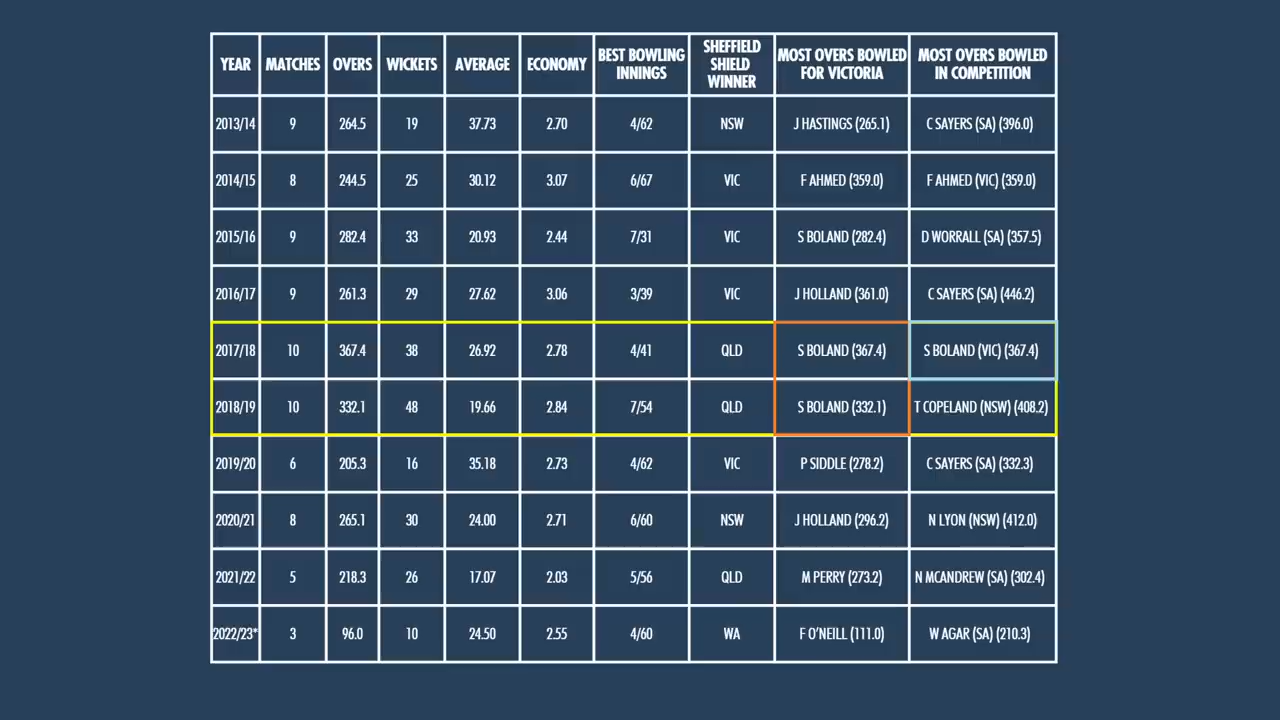 YEAR MATCHES OVERS WICKETS AVERAGE ECONOMY BEST BOWLING INNINGS SHEFFIELD SHIELD WINNER MOST OVERS BOWLED FOR VICTORIA MOST OVERS BOWLED IN COMPETITION
2013/14 9 264.5 19 37.73 2.70 4/62 NSW J HASTINGS (265.1) C SAYERS (SA) (396.0)
2014/15 8 244.5 25 30.12 3.07 6/67 VIC F AHMED (359.0) F AHMED (VIC) (359.0)
2015/16 9 282.4 33 20.93 2.44 7/31 VIC S BOLAND (282.4) D WORRALL (SA) (357.5)
2016/17 9 261.3 29 27.62 3.06 3/39 VIC J HOLLAND (361.0) C SAYERS (SA) (446.2)
2017/18 10 367.4 38 26.92 2.78 4/41 QLD S BOLAND (367.4) S BOLAND (VIC) (367.4)
2018/19 10 332.1 48 19.66 2.84 7/54 QLD S BOLAND (332.1) T COPELAND (NSW) (408.2)
2019/20 6 205.3 16 35.18 2.73 4/62 VIC P SIDDLE (278.2) C SAYERS (SA) (332.3)
2020/21 8 265.1 30 24.00 2.71 6/60 NSW J HOLLAND (296.2) N LYON (NSW) (412.0)
2021/22 5 218.3 26 17.07 2.03 5/56 QLD M PERRY (273.2) N MCANDREW (SA) (302.4)
2022/23* 3 96.0 10 24.50 2.55 4/60 WA F O'NEILL (111.0) W AGAR (SA) (210.3)